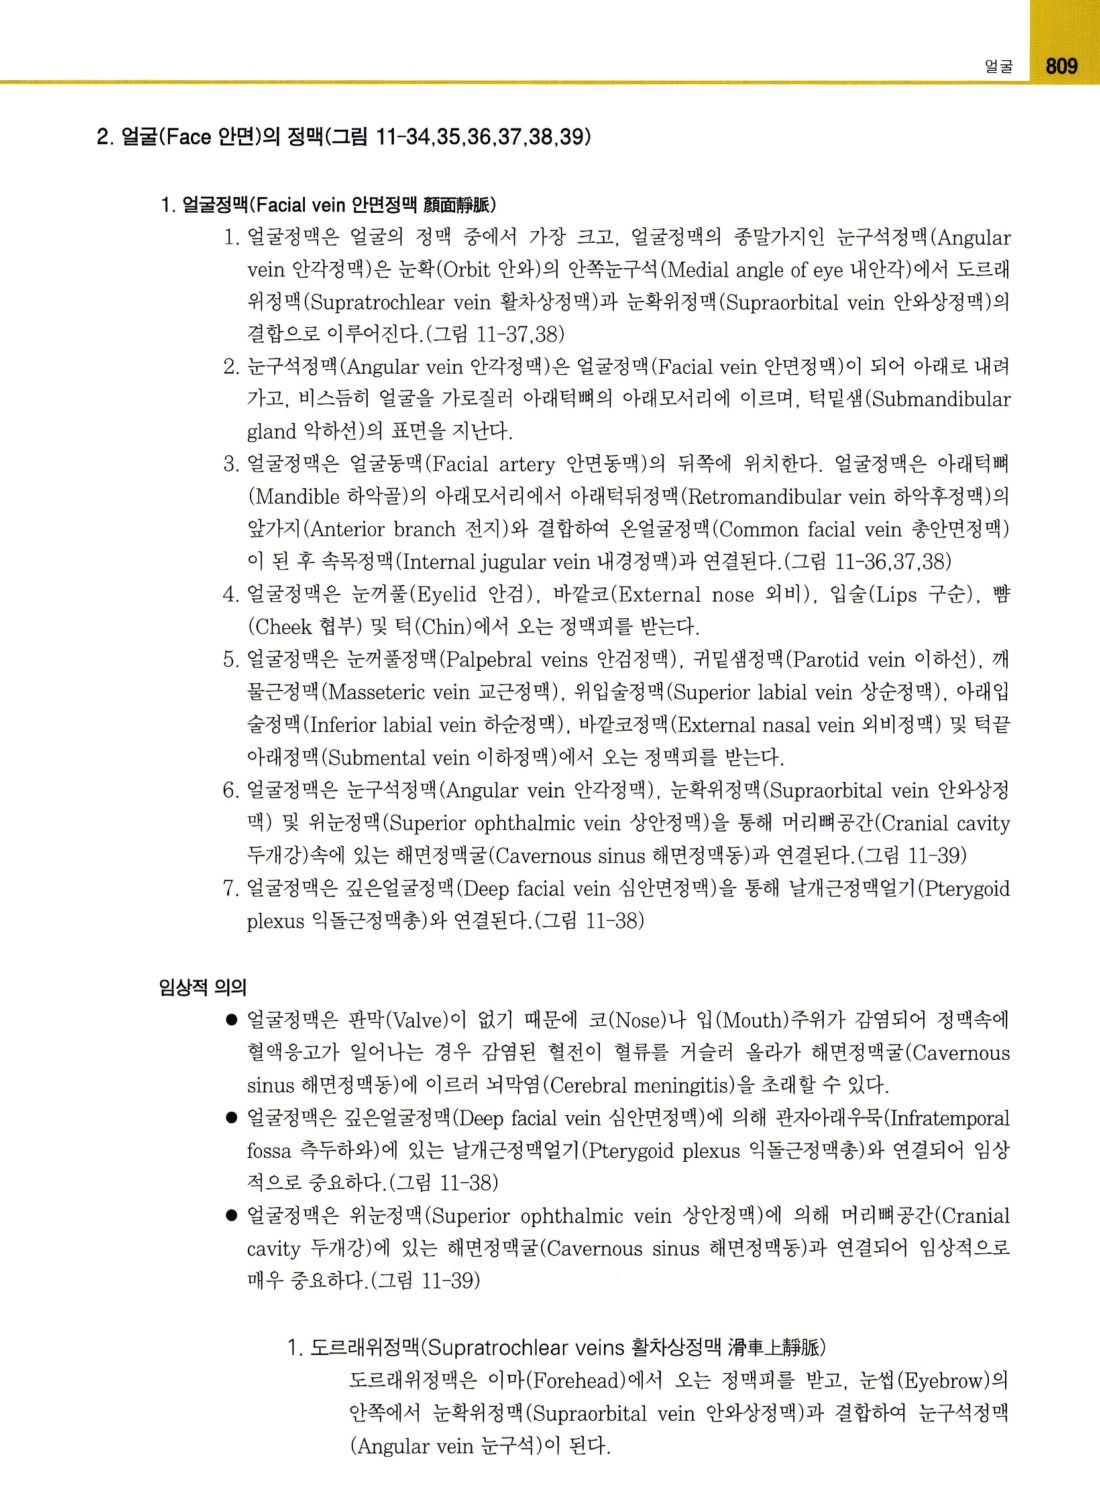 얼굴 809
2. 얼굴(Face 안면)의 정맥(그림 11-34,35,36,37,38,39)
1. 얼굴정맥(Facial vein 안면정맥 顏面靜脈)
1. 얼굴정맥은 얼굴의 정맥 중에서 가장 크고, 얼굴정맥의 종말가지인 눈구석정맥(Angular
vein 안각정맥)은 눈확(Orbit 안와)의 안쪽눈구석(Medial angle of eye 내안각)에서 도르래
위정맥(Supratrochlear vein 활차상정맥)과 눈확위정맥(Supraorbital vein 안와상정맥)의
결합으로 이루어진다.(그림 11-37,38)
2. 눈구석정맥(Angular vein 안각정맥)은 얼굴정맥(Facial vein 안면정맥)이 되어 아래로 내려
가고, 비스듬히 얼굴을 가로질러 아래턱뼈의 아래모서리에 이르며, 턱밑샘(Submandibular
gland 악하선)의 표면을 지난다.
3. 얼굴정맥은 얼굴동맥(Facial artery 안면동맥)의 뒤쪽에 위치한다. 얼굴정맥은 아래턱뼈
(Mandible 하악골)의 아래모서리에서 아래턱뒤정맥(Retromandibular vein 하악후정맥)의
앞가지(Anterior branch 전지)와 결합하여 온얼굴정맥(Common facial vein 총안면정맥)
이 된 후 속목정맥(Internal jugular vein 내경정맥)과 연결된다.(그림 11-36,37,38)
4. 얼굴정맥은 눈꺼풀(Eyelid 안검), 바깥코(External nose 외비), 입술(Lips 구순), 뺨
(Cheek 협부) 및 턱(Chin)에서 오는 정맥피를 받는다.
5. 얼굴정맥은 눈꺼풀정맥(Palpebral veins 안검정맥), 귀밑샘정맥(Parotid vein 이하선), 깨
물근정맥(Masseteric vein 교근정맥), 위입술정맥(Superior labial vein 상순정맥), 아래입
술정맥(Inferior labial vein 하순정맥), 바깥코정맥(External nasal vein 외비정맥) 및 턱끝
아래정맥(Submental vein 이하정맥)에서 오는 정맥피를 받는다.
6. 얼굴정맥은 눈구석정맥(Angular vein 안각정맥), 눈확위정맥(Supraorbital vein 안와상정
맥) 및 위눈정맥(Superior ophthalmic vein 상안정맥)을 통해 머리뼈공간(Cranial cavity
두개강)속에 있는 해면정맥굴(Cavernous sinus 해면정맥동)과 연결된다.(그림 11-39)
7. 얼굴정맥은 깊은얼굴정맥(Deep facial vein 심안면정맥)을 통해 날개근정맥얼기(Pterygoid
plexus 익돌근정맥총)와 연결된다.(그림 11-38)
임상적 의의
● 얼굴정맥은 판막(Valve)이 없기 때문에 코(Nose)나 입(Mouth)주위가 감염되어 정맥속에
혈액응고가 일어나는 경우 감염된 혈전이 혈류를 거슬러 올라가 해면정맥굴(Cavernous
sinus 해면정맥동)에 이르러 뇌막염(Cerebral meningitis)을 초래할 수 있다.
● 얼굴정맥은 깊은얼굴정맥(Deep facial vein 심안면정맥)에 의해 관자아래우묵(Infratemporal
fossa 측두하와)에 있는 날개근정맥얼기(Pterygoid plexus 익돌근정맥총)와 연결되어 임상
적으로 중요하다.(그림 11-38)
● 얼굴정맥은 위눈정맥(Superior ophthalmic vein 상안정맥)에 의해 머리뼈공간(Cranial
cavity 두개강)에 있는 해면정맥굴(Cavernous sinus 해면정맥동)과 연결되어 임상적으로
매우 중요하다.(그림 11-39)
1. 도르래위정맥(Supratrochlear veins 활차상정맥 滑車上靜脈)
도르래위정맥은 이마(Forehead)에서 오는 정맥피를 받고, 눈썹(Eyebrow)의
안쪽에서 눈확위정맥(Supraorbital vein 안와상정맥)과 결합하여 눈구석정맥
(Angular vein 눈구석)이 된다.